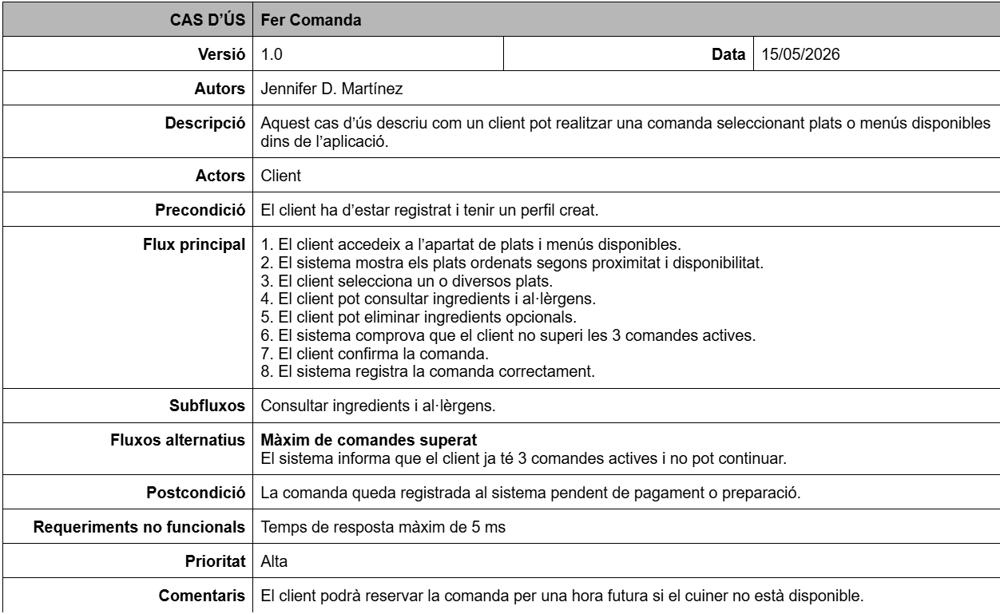 CAS D’ÚS Fer Comanda
Versió 1.0 Data 15/05/2026
Autors Jennifer D. Martínez
Descripció Aquest cas d’ús descriu com un client pot realitzar una comanda seleccionant plats o menús disponibles
dins de l’aplicació.
Actors Client
Precondició El client ha d’estar registrat i tenir un perfil creat.
Flux principal 1. El client accedeix a l’apartat de plats i menús disponibles.
2. El sistema mostra els plats ordenats segons proximitat i disponibilitat.
3. El client selecciona un o diversos plats.
4. El client pot consultar ingredients i al·lèrgens.
5. El client pot eliminar ingredients opcionals.
6. El sistema comprova que el client no superi les 3 comandes actives.
7. El client confirma la comanda.
8. El sistema registra la comanda correctament.
Subfluxos Consultar ingredients i al·lèrgens.
Fluxos alternatius Màxim de comandes superat
El sistema informa que el client ja té 3 comandes actives i no pot continuar.
Postcondició La comanda queda registrada al sistema pendent de pagament o preparació.
Requeriments no funcionals Temps de resposta màxim de 5 ms
Prioritat Alta
Comentaris El client podrà reservar la comanda per una hora futura si el cuiner no està disponible.